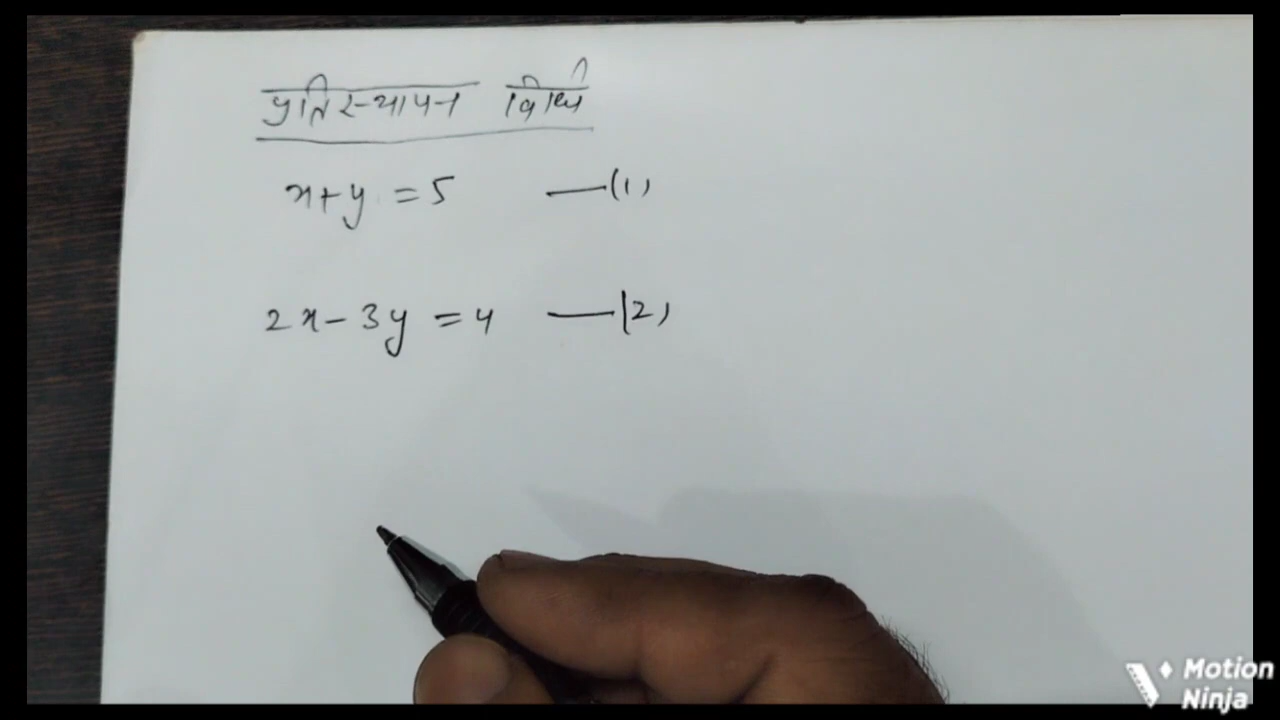 प्रतिस्थापन विधि
x+y = 5 —(1)
2x-3y = 4 —(2)
Motion
Ninja